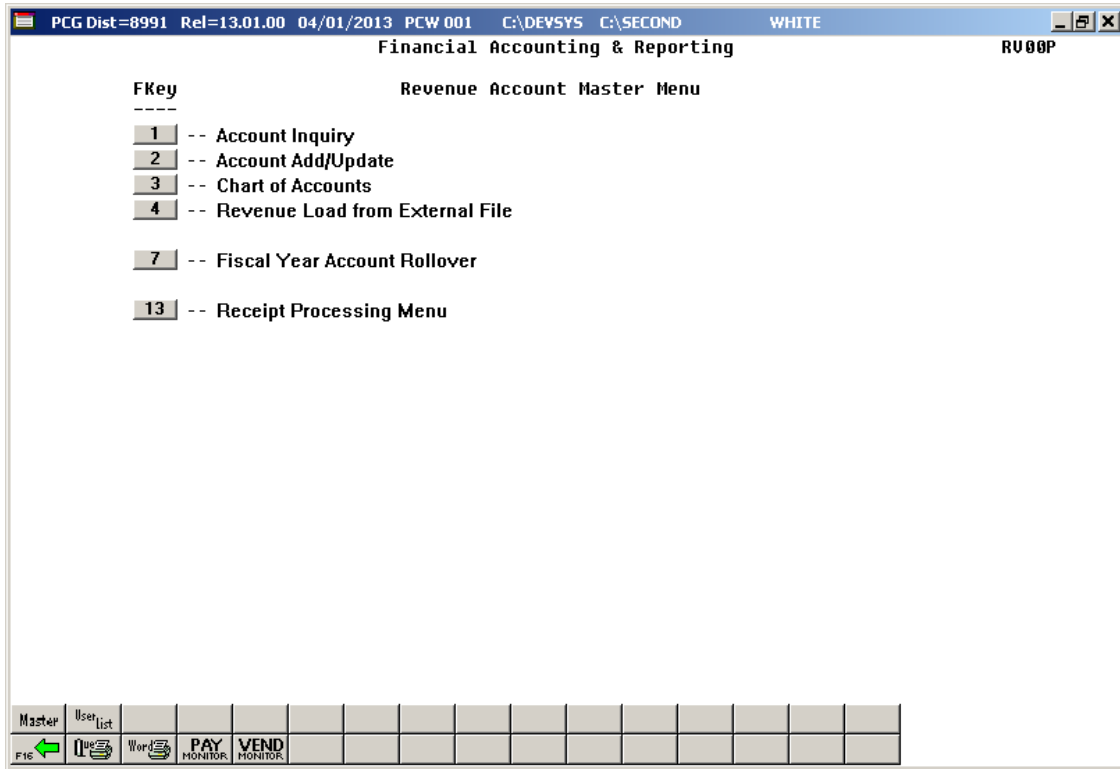 PCG Dist=8991 Rel=13.01.00 04/01/2013 PCW 001 C:\DEVSYS C:\SECOND WHITE
Financial Accounting & Reporting RV00P
FKey Revenue Account Master Menu
----
1 -- Account Inquiry
2 -- Account Add/Update
3 -- Chart of Accounts
4 -- Revenue Load from External File
7 -- Fiscal Year Account Rollover
13 -- Receipt Processing Menu
Master User List
F16 Que Word PAY MONITOR VEND MONITOR